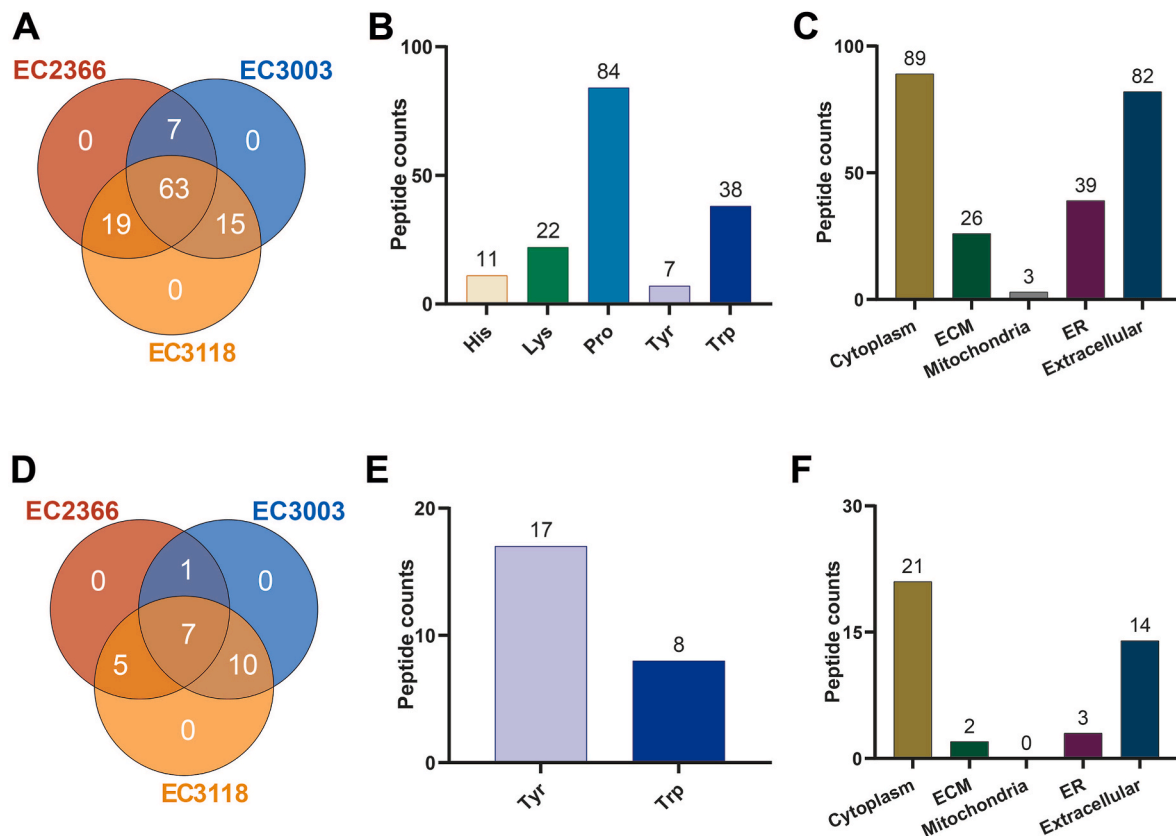 A
EC2366
EC3003
0
7
0
63
19
15
0
EC3118
B
Peptide counts
100
50
0
11
22
84
7
38
His
Lys
Pro
Tyr
Trp
C
Peptide counts
100
50
0
89
26
3
39
82
Cytoplasm
ECM
Mitochondria
ER
Extracellular
D
EC2366
EC3003
0
1
0
7
5
10
0
EC3118
E
Peptide counts
20
10
0
17
8
Tyr
Trp
F
Peptide counts
30
15
0
21
2
0
3
14
Cytoplasm
ECM
Mitochondria
ER
Extracellular